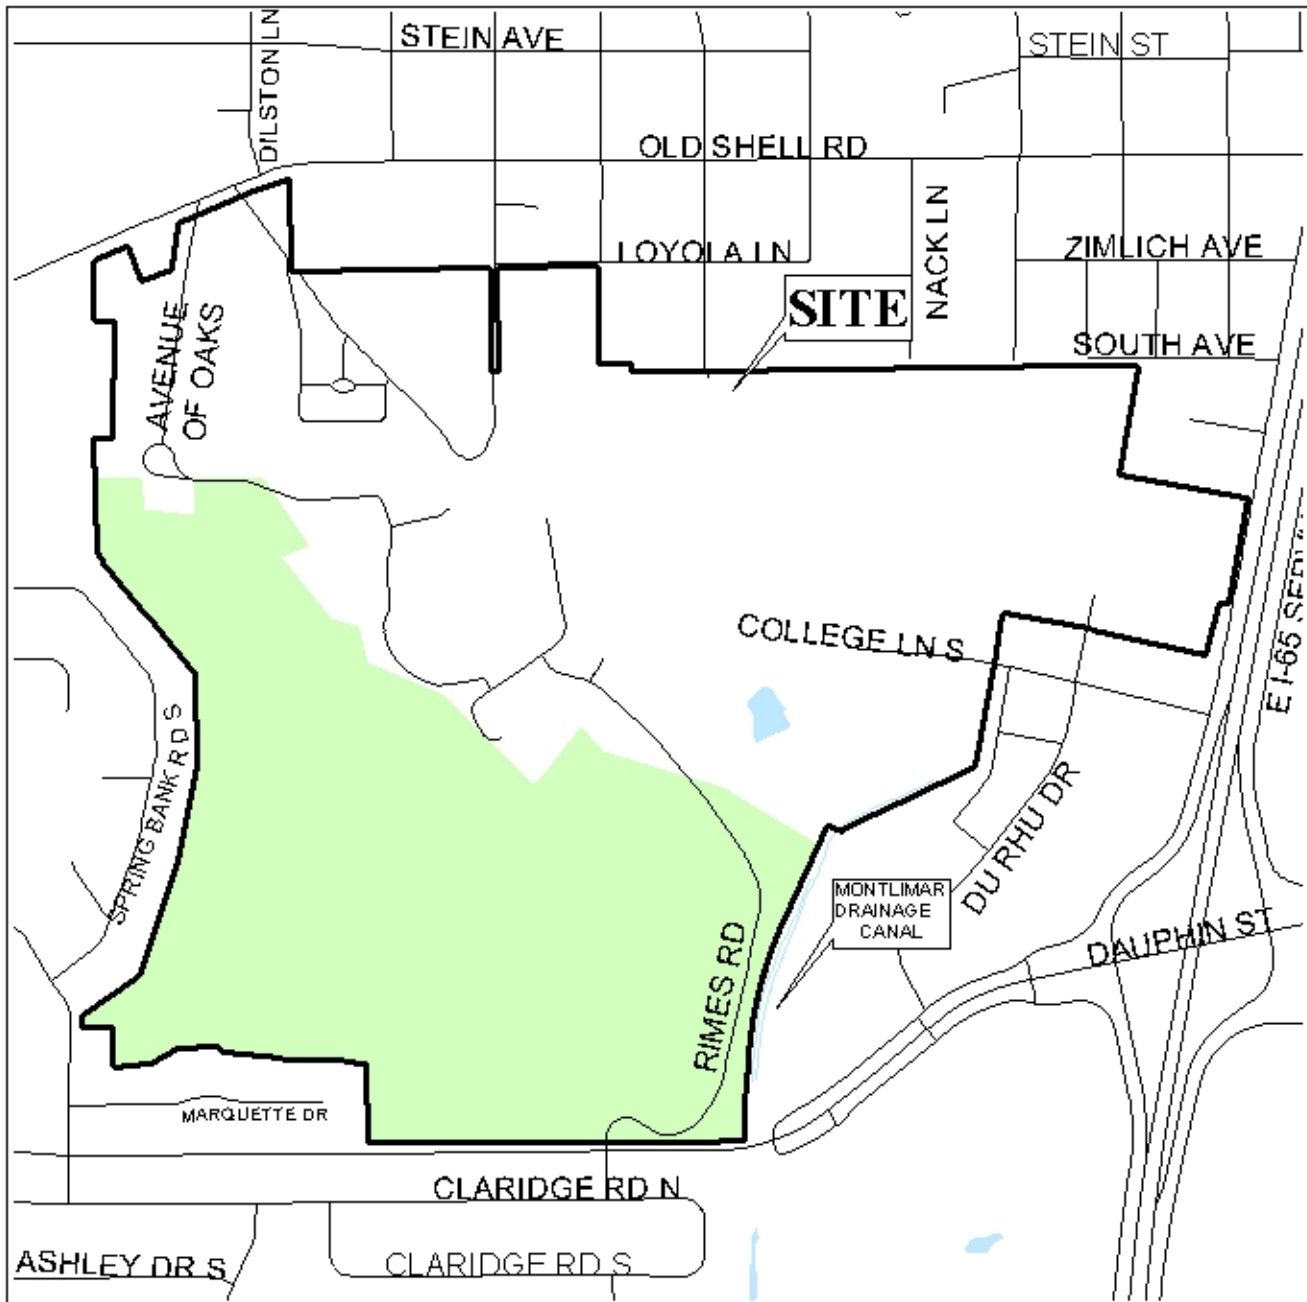 STEIN AVE
STEIN ST
DILSTON LN
OLD SHELL RD
NACK LN
LOYOLA LN
ZIMLICH AVE
SITE
AVENUE
OF OAKS
SOUTH AVE
E I-65
COLLEGE LN S
SPRING BANK RD S
DU RHU DR
MONTLIMAR
DRAINAGE
CANAL
DAUPHIN ST
RIMES RD
MARQUETTE DR
CLARIDGE RD N
ASHLEY DR S
CLARIDGE RD S